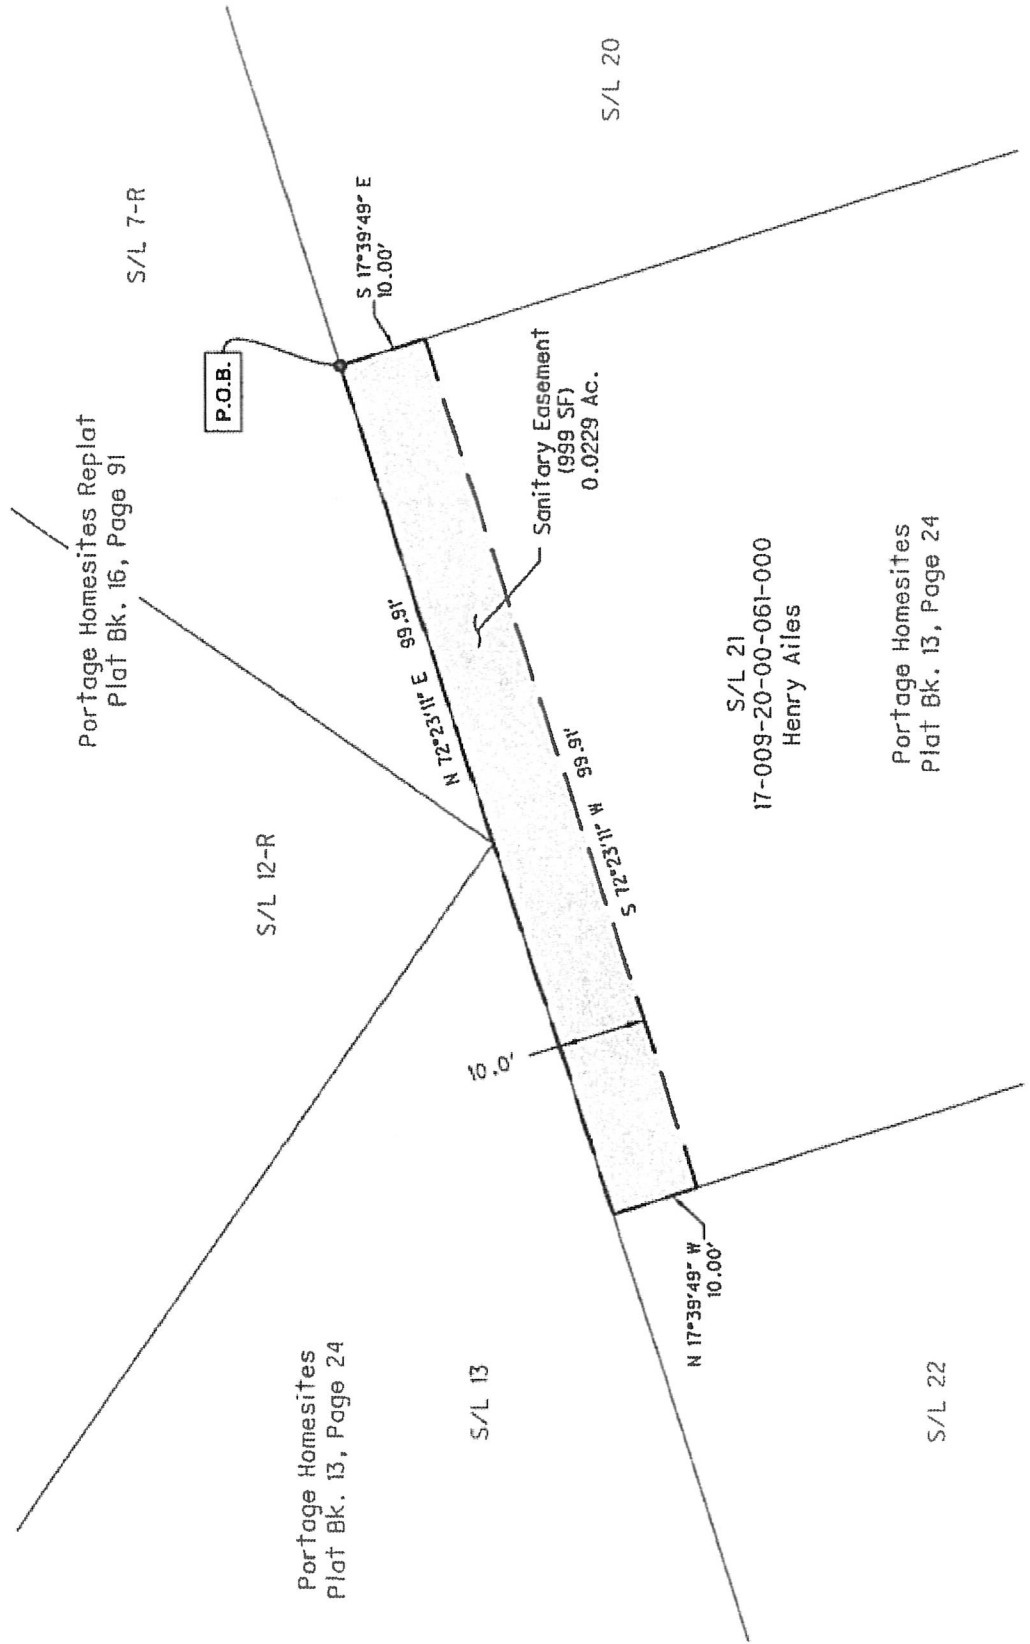 Portage Homesites Replat
Plat Bk. 16, Page 91
S/L 7-R
P.O.B.
S 17°39'49" E
10.00'
S/L 20
S/L 12-R
N 72°23'11" E 99.91'
Sanitary Easement
(999 SF)
0.0229 Ac.
S 72°23'11" W 99.91'
10.0'
Portage Homesites
Plat Bk. 13, Page 24
S/L 13
N 17°39'49" W
10.00'
S/L 21
17-009-20-00-061-000
Henry Ailes
Portage Homesites
Plat Bk. 13, Page 24
S/L 22